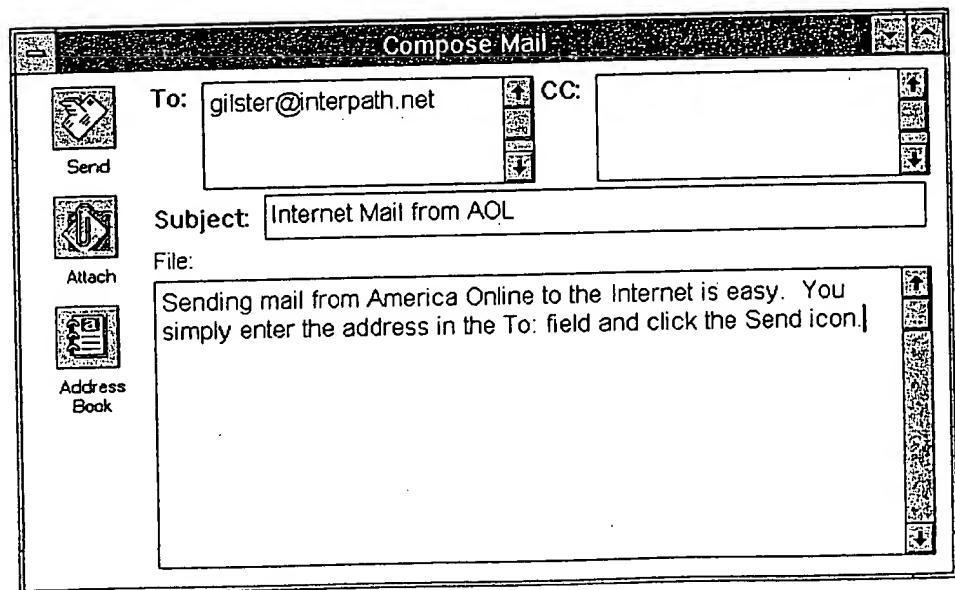 Compose Mail
To: gilster@interpath.net CC:
Send
Subject: Internet Mail from AOL
Attach
File:
Sending mail from America Online to the Internet is easy. You
simply enter the address in the To: field and click the Send icon.
Address
Book